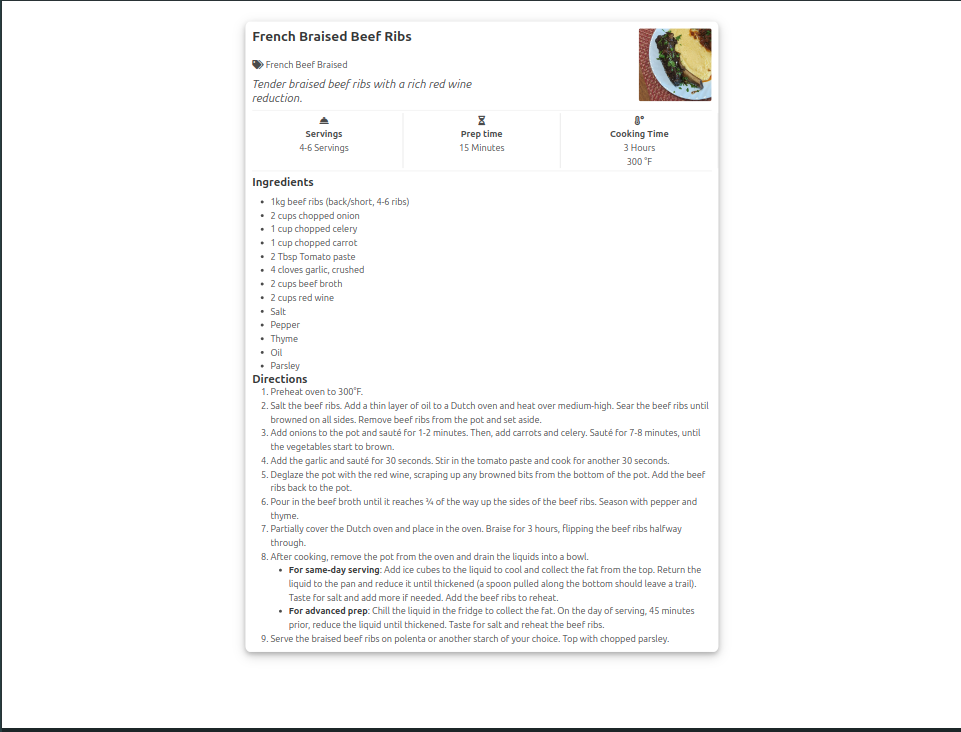 French Braised Beef Ribs
French Beef Braised
Tender braised beef ribs with a rich red wine
reduction.
Servings
4-6 Servings
Prep time
15 Minutes
Cooking Time
3 Hours
300 °F
Ingredients
• 1kg beef ribs (back/short, 4-6 ribs)
• 2 cups chopped onion
• 1 cup chopped celery
• 1 cup chopped carrot
• 2 Tbsp Tomato paste
• 4 cloves garlic, crushed
• 2 cups beef broth
• 2 cups red wine
• Salt
• Pepper
• Thyme
• Oil
• Parsley
Directions
1. Preheat oven to 300°F.
2. Salt the beef ribs. Add a thin layer of oil to a Dutch oven and heat over medium-high. Sear the beef ribs until
browned on all sides. Remove beef ribs from the pot and set aside.
3. Add onions to the pot and sauté for 1-2 minutes. Then, add carrots and celery. Sauté for 7-8 minutes, until
the vegetables start to brown.
4. Add the garlic and sauté for 30 seconds. Stir in the tomato paste and cook for another 30 seconds.
5. Deglaze the pot with the red wine, scraping up any browned bits from the bottom of the pot. Add the beef
ribs back to the pot.
6. Pour in the beef broth until it reaches ¾ of the way up the sides of the beef ribs. Season with pepper and
thyme.
7. Partially cover the Dutch oven and place in the oven. Braise for 3 hours, flipping the beef ribs halfway
through.
8. After cooking, remove the pot from the oven and drain the liquids into a bowl.
• For same-day serving: Add ice cubes to the liquid to cool and collect the fat from the top. Return the
liquid to the pan and reduce it until thickened (a spoon pulled along the bottom should leave a trail).
Taste for salt and add more if needed. Add the beef ribs to reheat.
• For advanced prep: Chill the liquid in the fridge to collect the fat. On the day of serving, 45 minutes
prior, reduce the liquid until thickened. Taste for salt and reheat the beef ribs.
9. Serve the braised beef ribs on polenta or another starch of your choice. Top with chopped parsley.